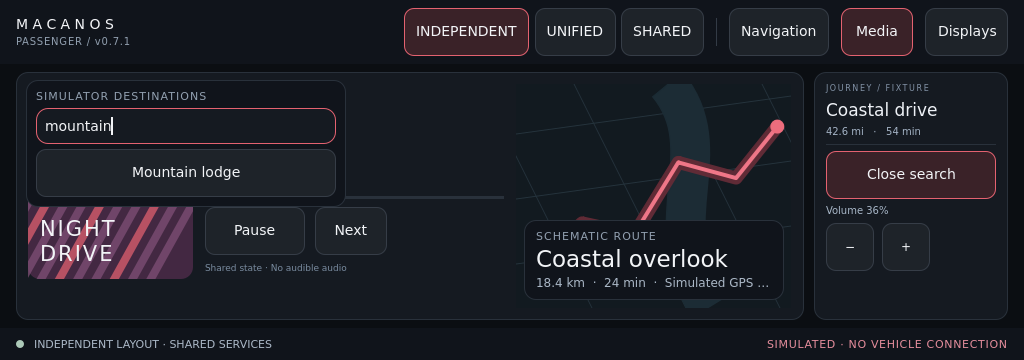 MACANOS
PASSENGER / v0.7.1
INDEPENDENT
UNIFIED
SHARED
Navigation
Media
Displays
SIMULATOR DESTINATIONS
mountain
Mountain lodge
NIGHT
DRIVE
Pause
Next
Shared state · No audible audio
SCHEMATIC ROUTE
Coastal overlook
18.4 km · 24 min · Simulated GPS …
JOURNEY / FIXTURE
Coastal drive
42.6 mi · 54 min
Close search
Volume 36%
−
+
INDEPENDENT LAYOUT · SHARED SERVICES
SIMULATED · NO VEHICLE CONNECTION